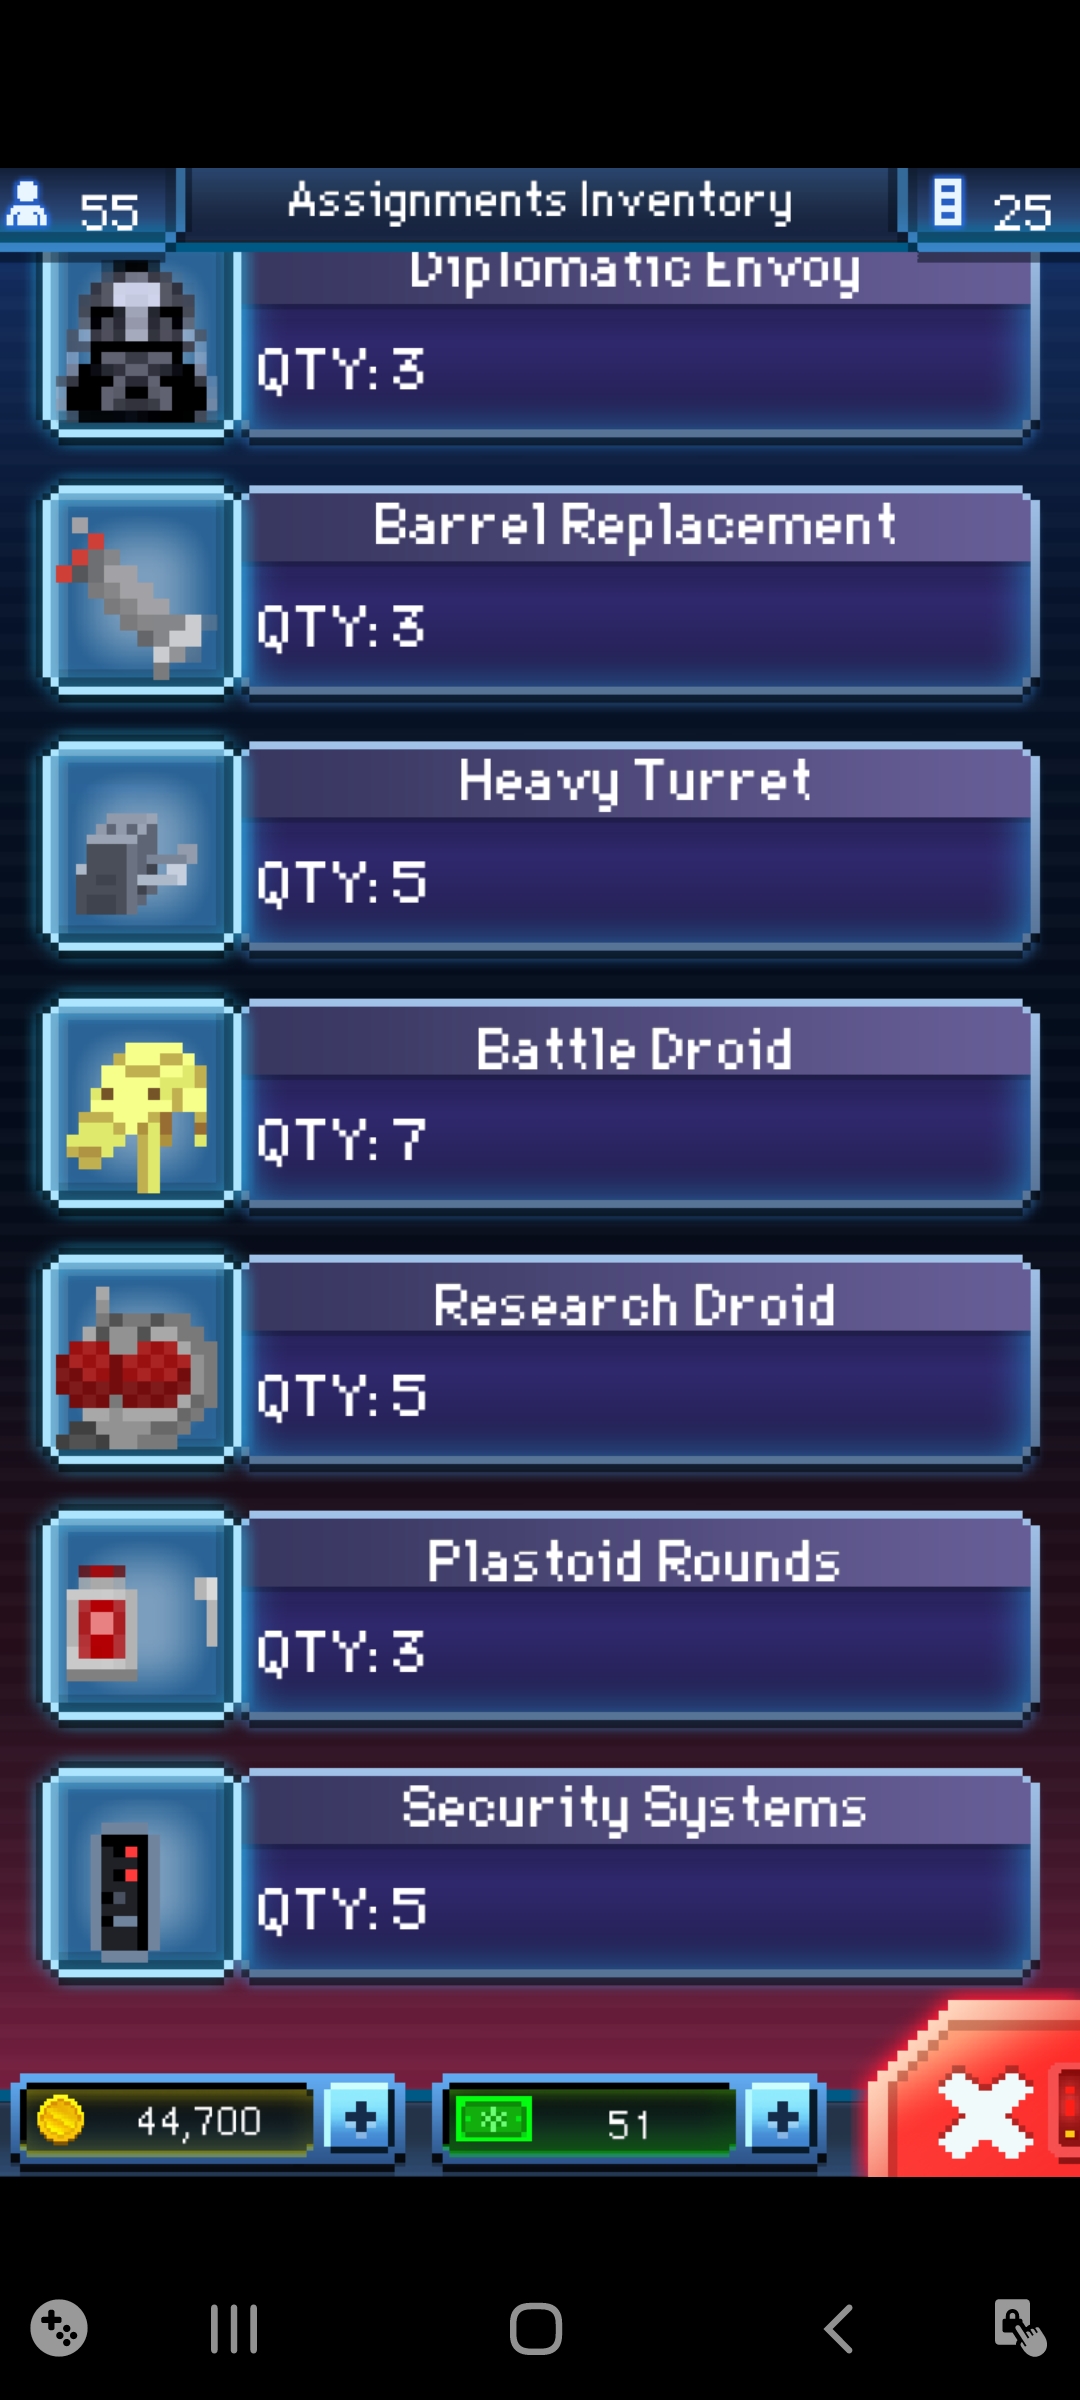 55
Assignments Inventory
25
Diplomatic Envoy
QTY: 3
Barrel Replacement
QTY: 3
Heavy Turret
QTY: 5
Battle Droid
QTY: 7
Research Droid
QTY: 5
Plastoid Rounds
QTY: 3
Security Systems
QTY: 5
44,700
51